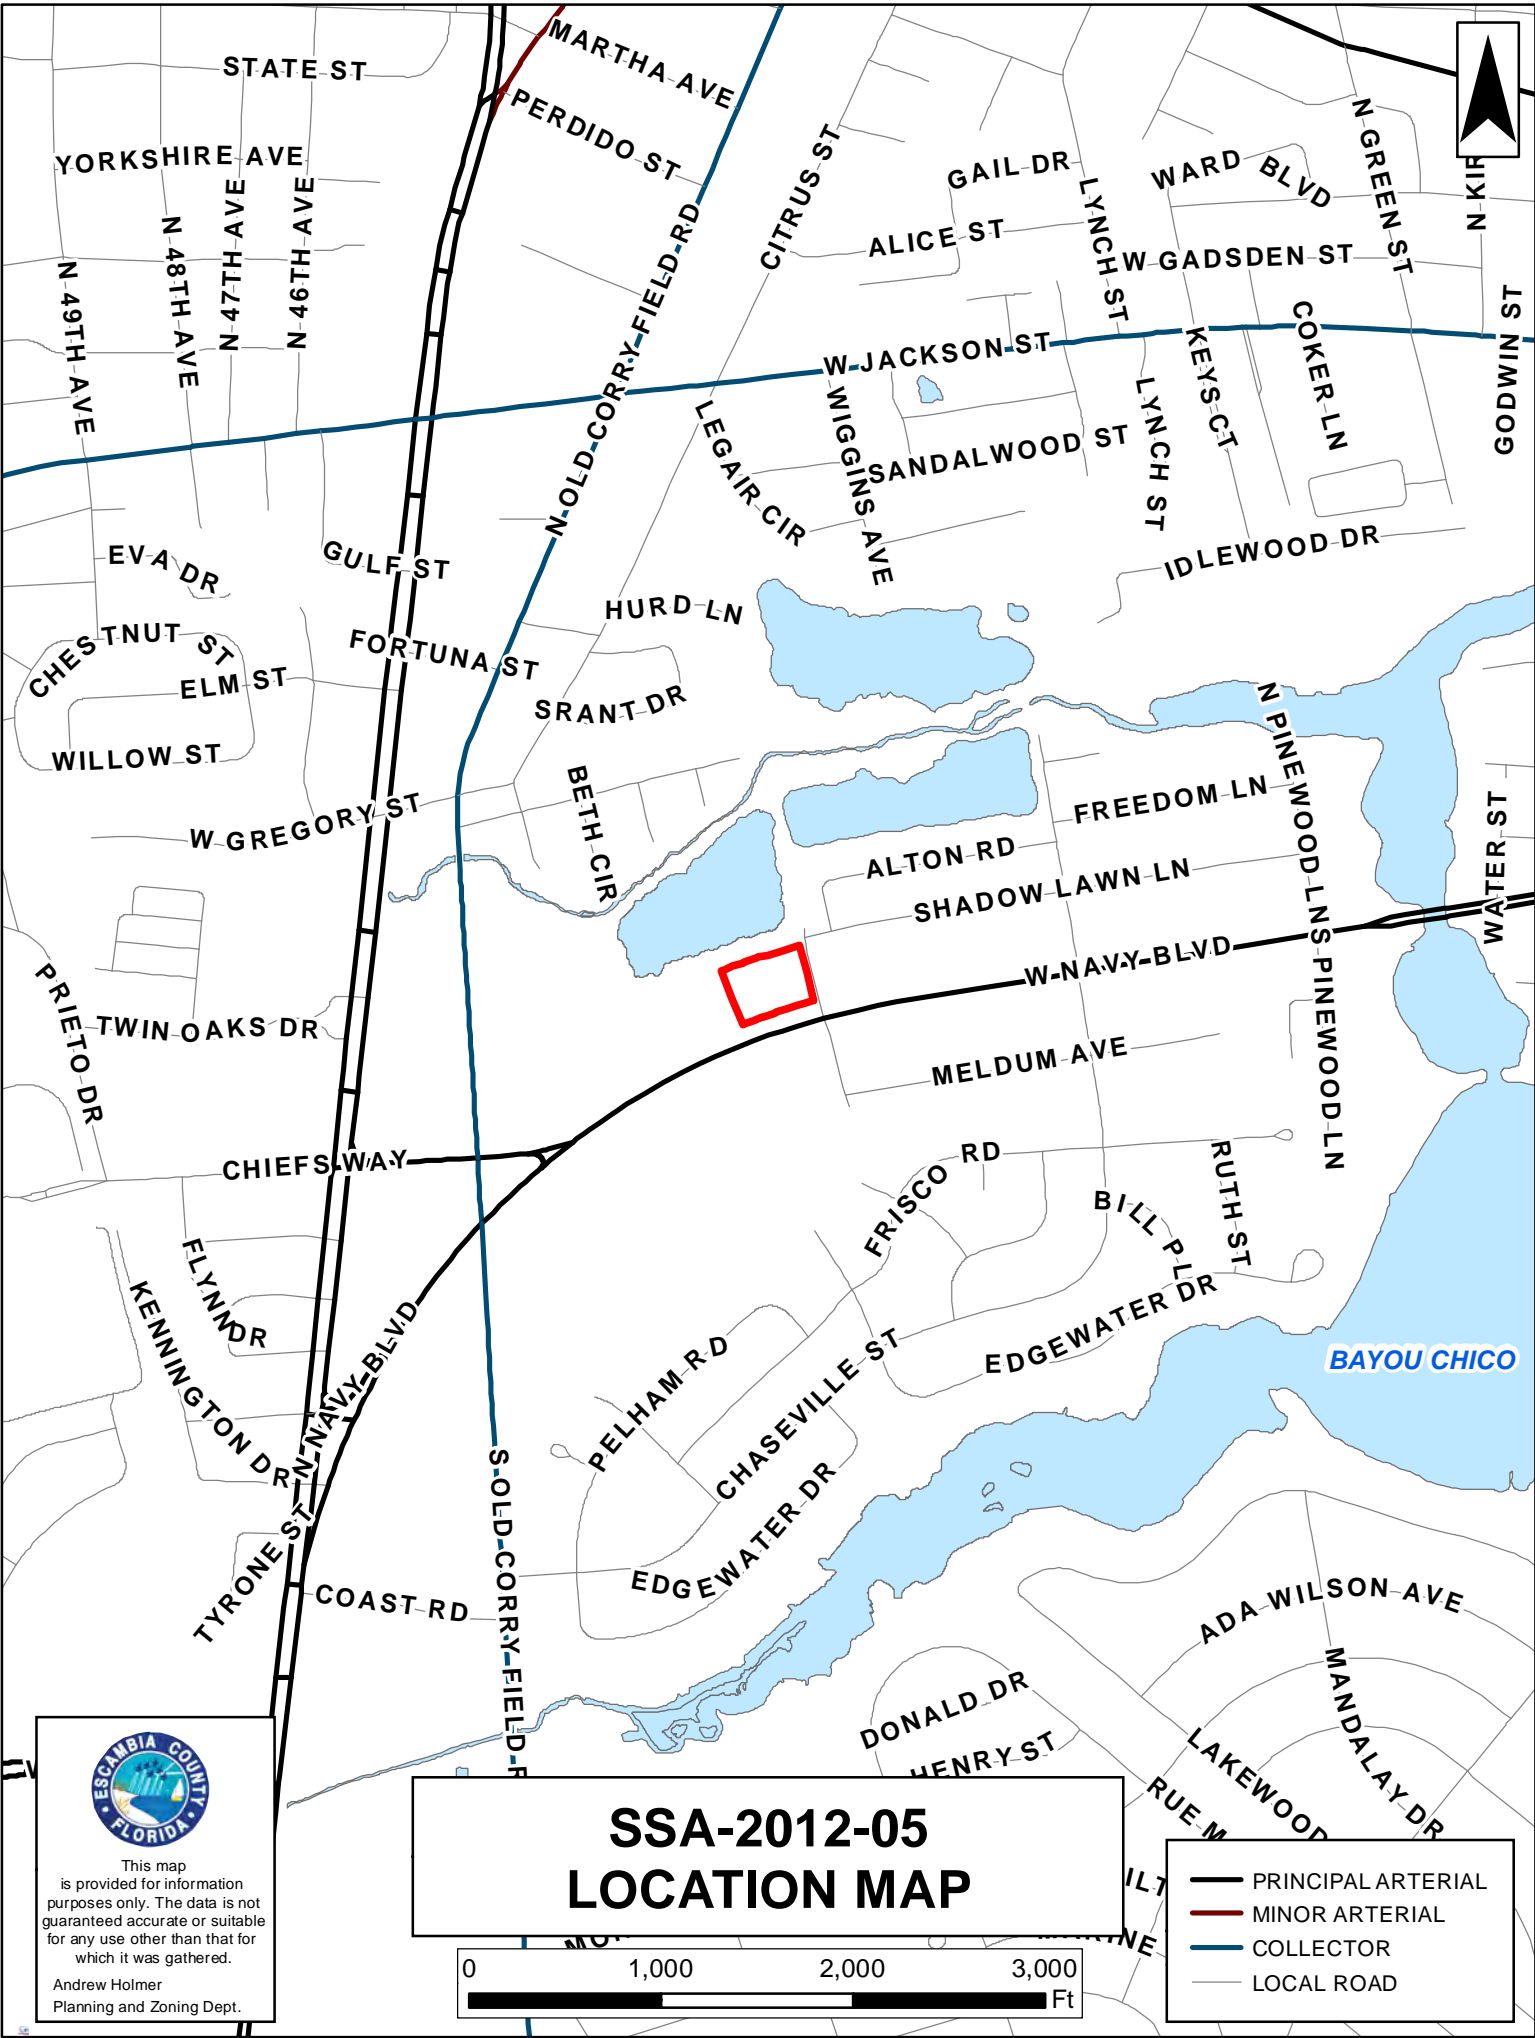 MARTHA AVE
STATE ST
PERDIDO ST
YORKSHIRE AVE
N 49TH AVE
N 48TH AVE
N 47TH AVE
N 46TH AVE
CITRUS ST
GAIL DR
WARD BLVD
N GREEN ST
N KIR
ALICE ST
LYNCH ST
W GADSDEN ST
N OLD CORRY FIELD RD
W JACKSON ST
KEYS CT
COKER LN
GODWIN ST
LEGAIR CIR
WIGGINS AVE
SANDALWOOD ST
LYNCH ST
IDLEWOOD DR
EVA DR
GULF ST
HURD LN
CHESTNUT ST
FORTUNA ST
ELM ST
SRANT DR
WILLOW ST
N PINEWOOD LN
BETH CIR
W GREGORY ST
FREEDOM LN
WATER ST
ALTON RD
SHADOW LAWN LN
W NAVY BLVD
S PINEWOOD LN
PRIETO DR
TWIN OAKS DR
MELDUM AVE
CHIEFS WAY
FRISCO RD
RUTH ST
BILL PL
FLYNN DR
KENNINGTON DR
N NAVY BLVD
EDGEWATER DR
PELHAM RD
CHASEVILLE ST
BAYOU CHICO
S OLD CORRY FIELD R
EDGEWATER DR
TYRONE ST
COAST RD
ADA WILSON AVE
MANDALAY DR
DONALD DR
HENRY ST
LAKEWOOD
RUE M
ILT
ESCAMBIA COUNTY
FLORIDA
This map
is provided for information
purposes only. The data is not
guaranteed accurate or suitable
for any use other than that for
which it was gathered.
Andrew Holmer
Planning and Zoning Dept.
SSA-2012-05
LOCATION MAP
0 1,000 2,000 3,000
Ft
PRINCIPAL ARTERIAL
MINOR ARTERIAL
COLLECTOR
LOCAL ROAD